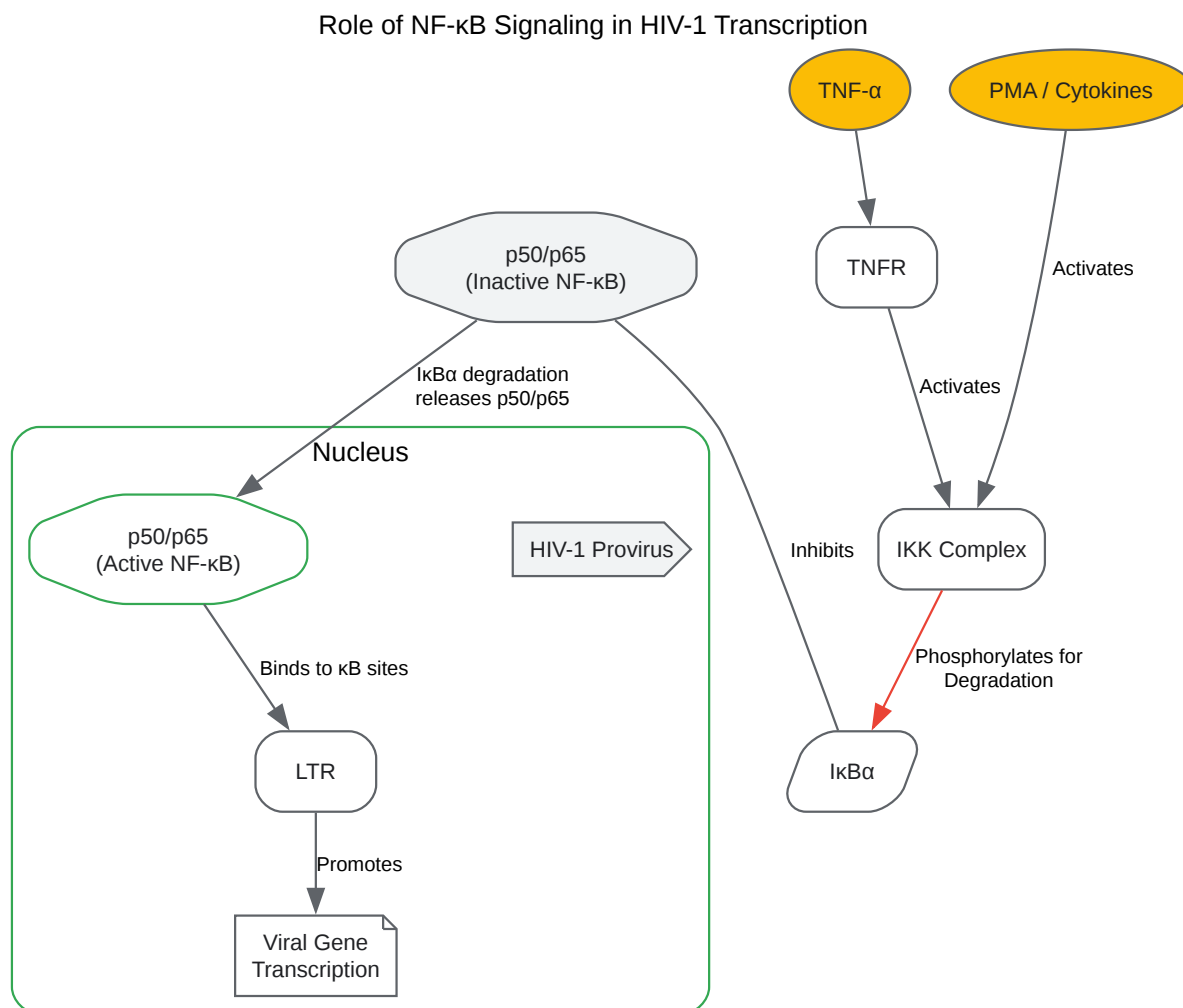 Role of NF-κB Signaling in HIV-1 Transcription
TNF-α
PMA / Cytokines
p50/p65
(Inactive NF-κB)
TNFR
Activates
IκBα degradation
releases p50/p65
Activates
Nucleus
p50/p65
(Active NF-κB)
HIV-1 Provirus
Inhibits
IKK Complex
Binds to κB sites
Phosphorylates for
Degradation
LTR
IκBα
Promotes
Viral Gene
Transcription